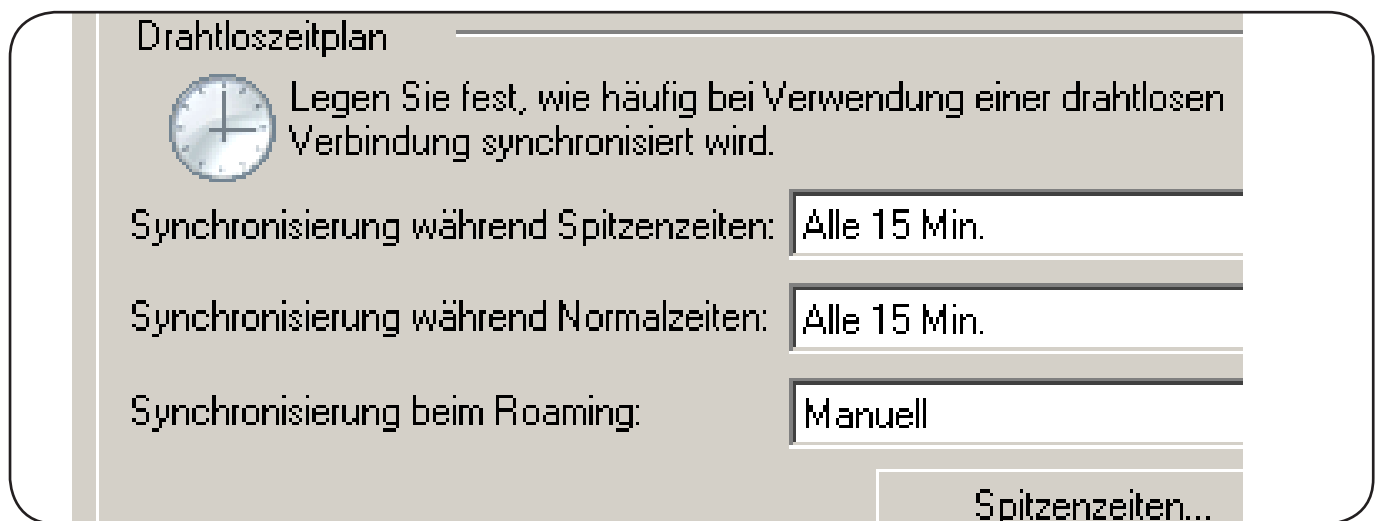 Drahtloszeitplan
Legen Sie fest, wie häufig bei Verwendung einer drahtlosen
Verbindung synchronisiert wird.
Synchronisierung während Spitzenzeiten: Alle 15 Min.
Synchronisierung während Normalzeiten: Alle 15 Min.
Synchronisierung beim Roaming: Manuell
Spitzenzeiten...